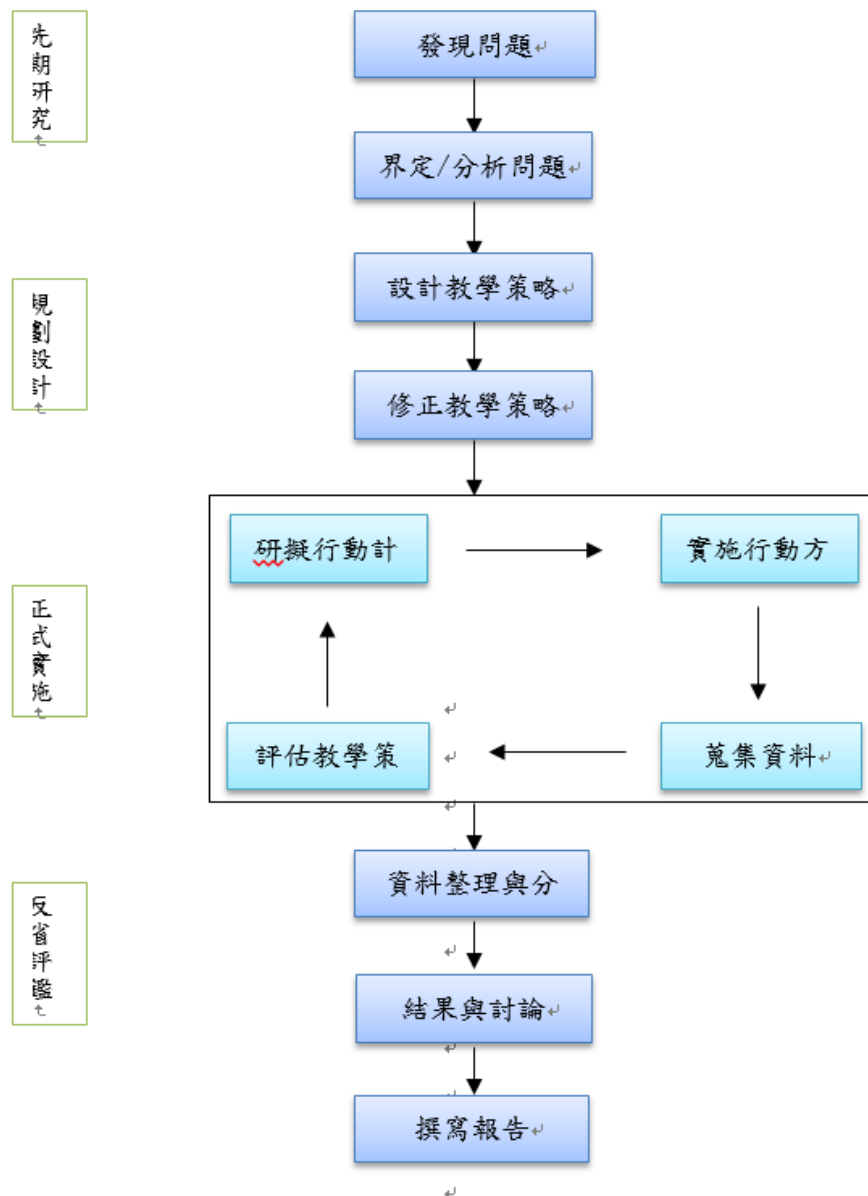 先期研究
發現問題
界定/分析問題
規劃設計
設計教學策略
修正教學策略
正式實施
研擬行動計
實施行動方
評估教學策
蒐集資料
反省評鑑
資料整理與分
結果與討論
撰寫報告